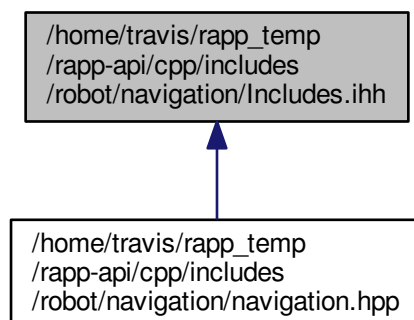 /home/travis/rapp_temp
/rapp-api/cpp/includes
/robot/navigation/Includes.ihh
/home/travis/rapp_temp
/rapp-api/cpp/includes
/robot/navigation/navigation.hpp